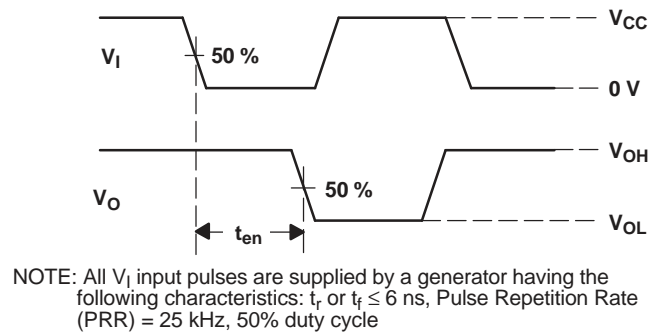 VCC
VI
50 %
0 V
VOH
VO
50 %
ten
VOL
NOTE: All VI input pulses are supplied by a generator having the
following characteristics: tr or tf ≤ 6 ns, Pulse Repetition Rate
(PRR) = 25 kHz, 50% duty cycle